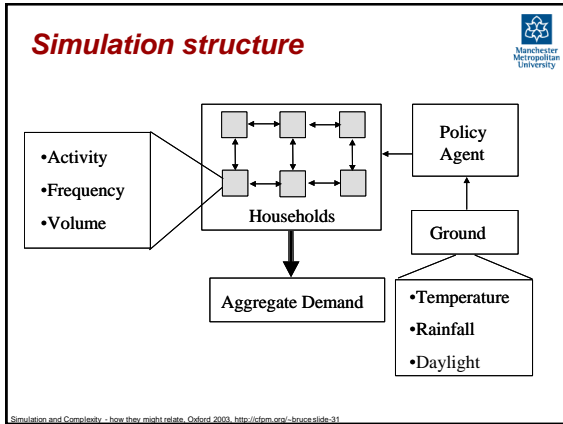 Simulation structure
Manchester
Metropolitan
University
•Activity
•Frequency
•Volume
Households
Policy
Agent
Ground
Aggregate Demand
•Temperature
•Rainfall
•Daylight
Simulation and Complexity - how they might relate, Oxford 2003, http://cfpm.org/~bruce slide-31